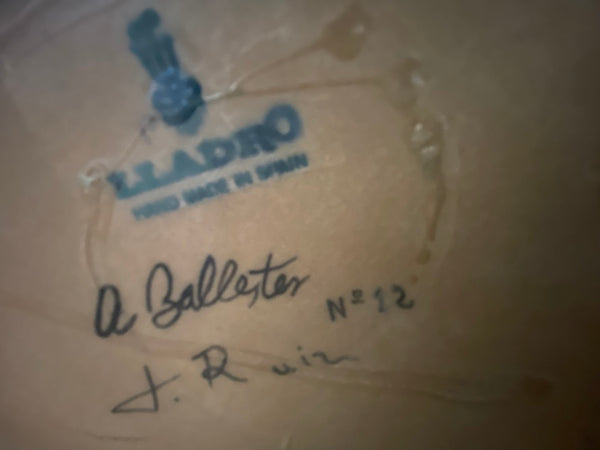 LLADRO
HAND MADE IN SPAIN
A Ballester
Nº 12
J. Ruiz